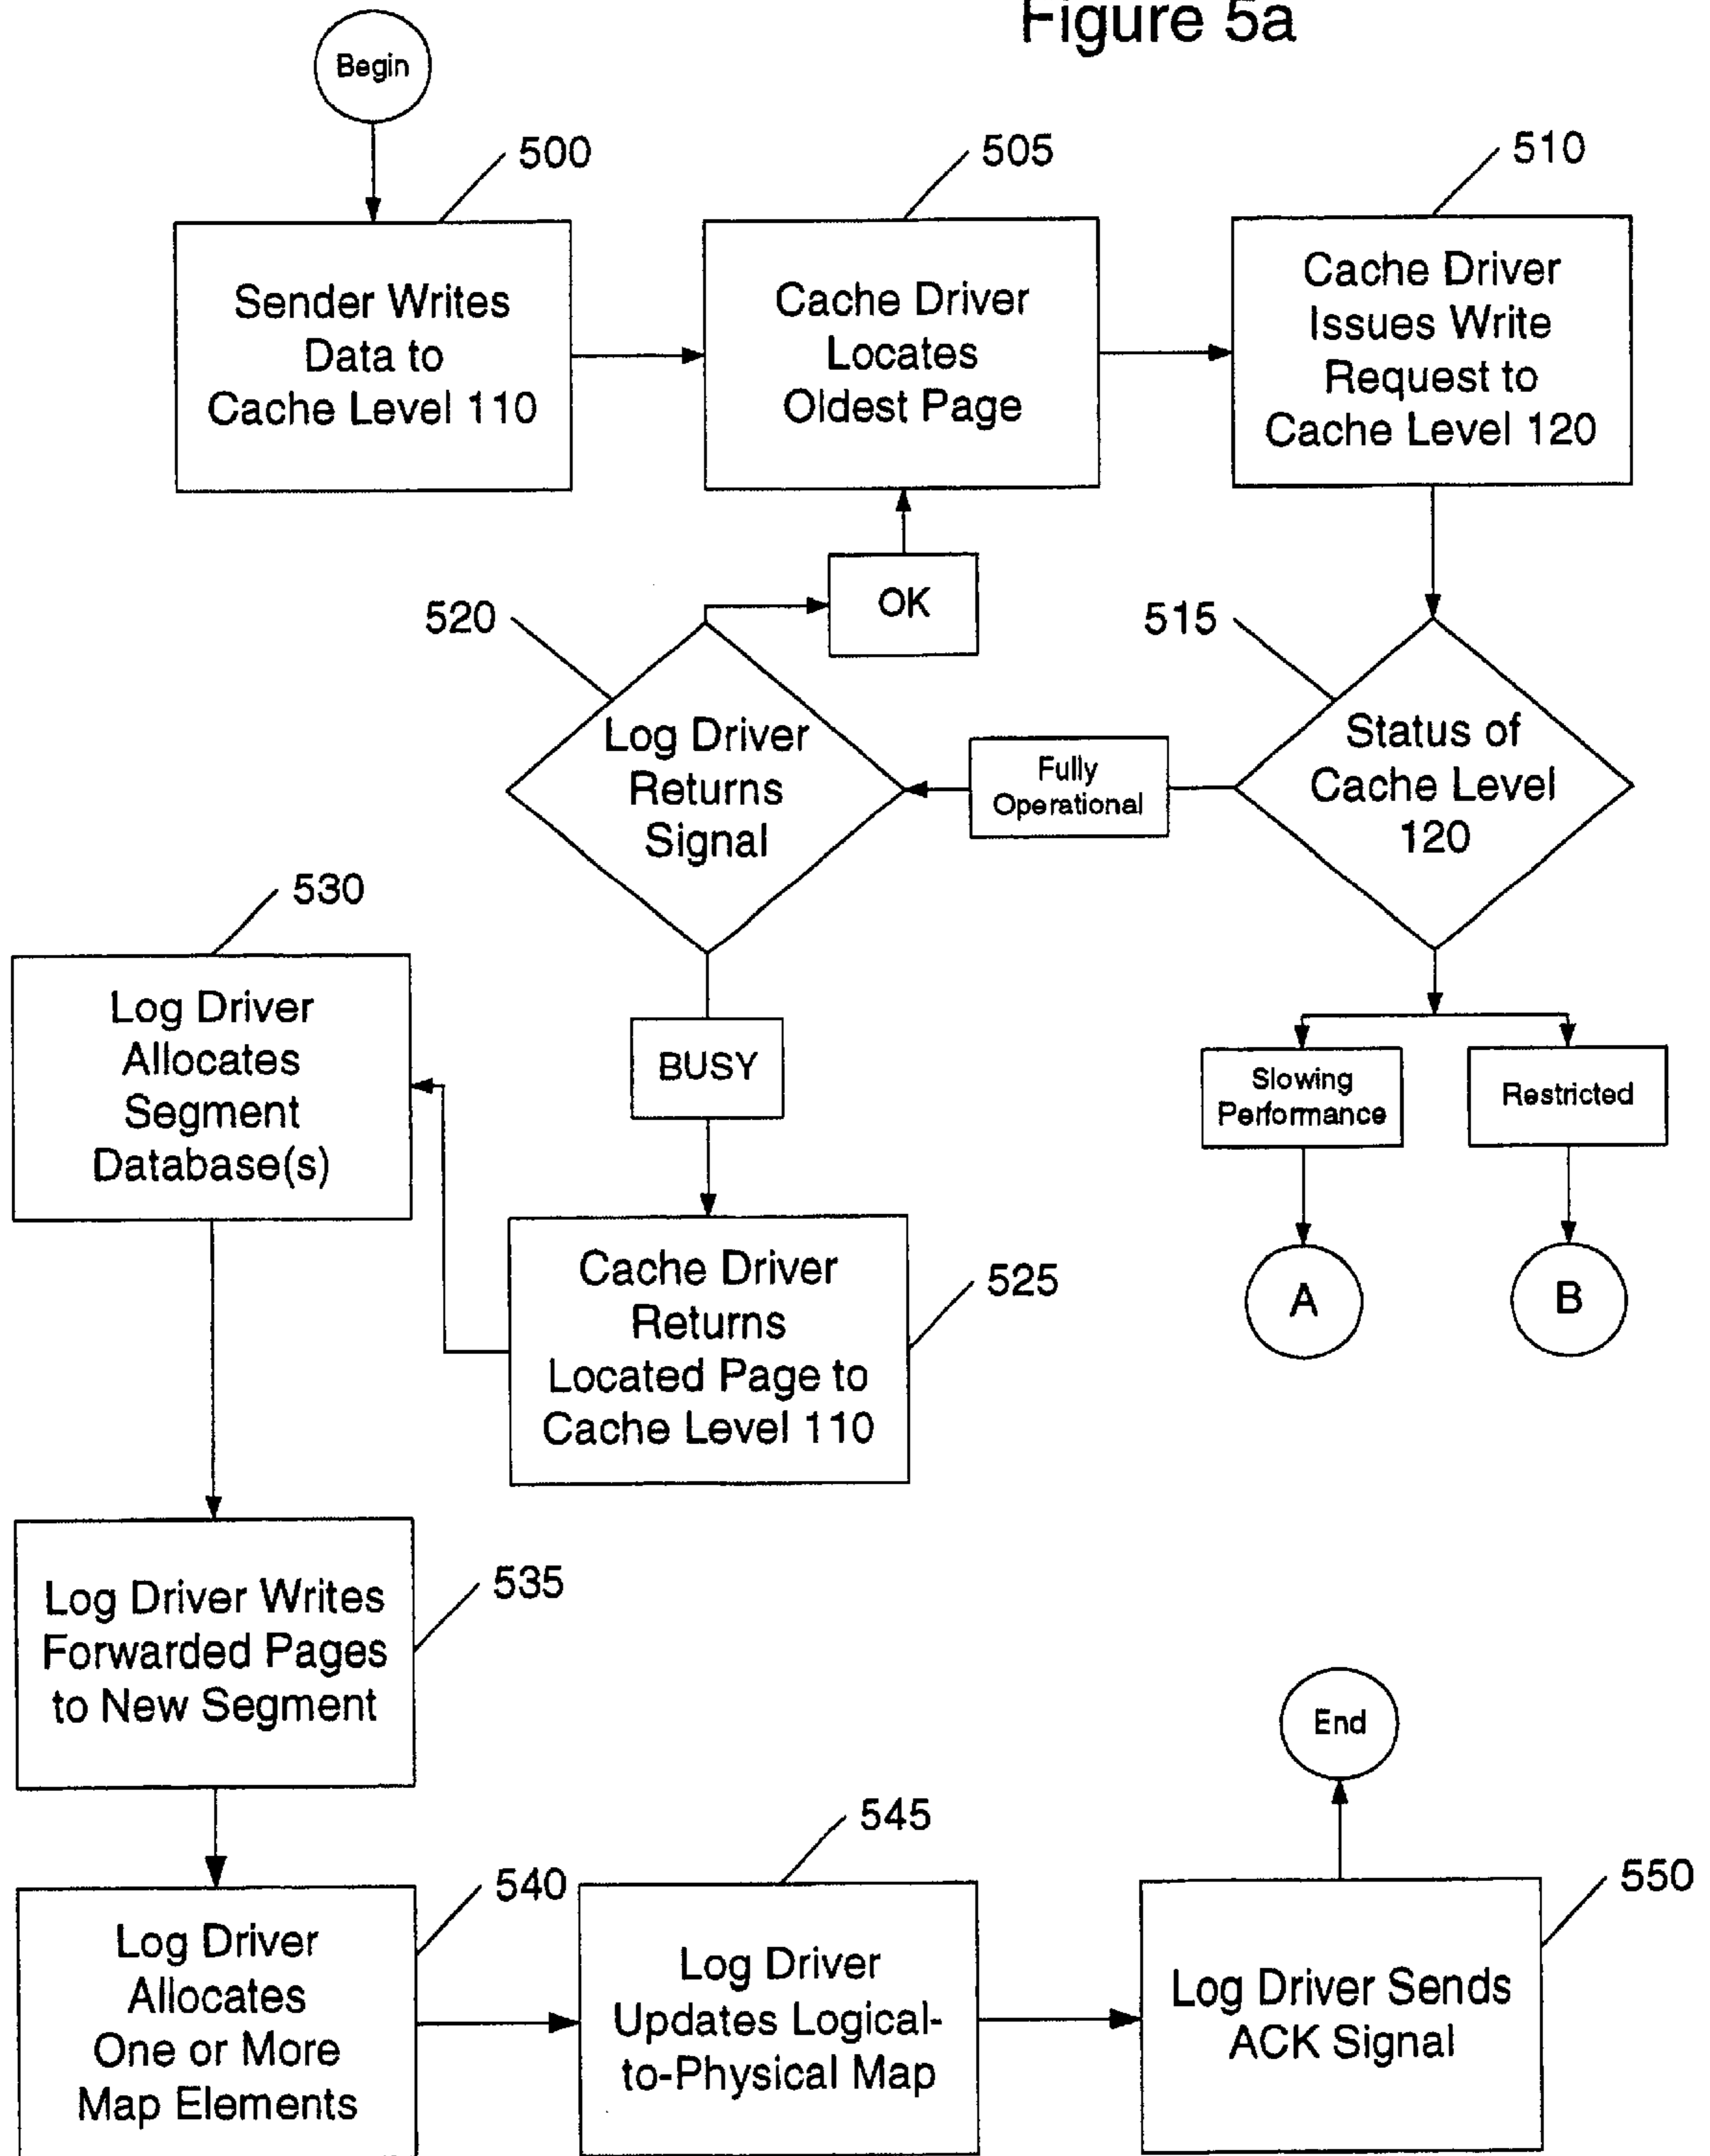 Figure 5a
Begin
500
505
510
Sender Writes
Data to
Cache Level 110
Cache Driver
Locates
Oldest Page
Cache Driver
Issues Write
Request to
Cache Level 120
OK
520
515
Log Driver
Returns
Signal
Fully
Operational
Status of
Cache Level
120
530
Log Driver
Allocates
Segment
Database(s)
BUSY
Slowing
Performance
Restricted
Cache Driver
Returns
Located Page to
Cache Level 110
525
A
B
Log Driver Writes
Forwarded Pages
to New Segment
535
End
540
545
550
Log Driver
Allocates
One or More
Map Elements
Log Driver
Updates Logical-
to-Physical Map
Log Driver Sends
ACK Signal